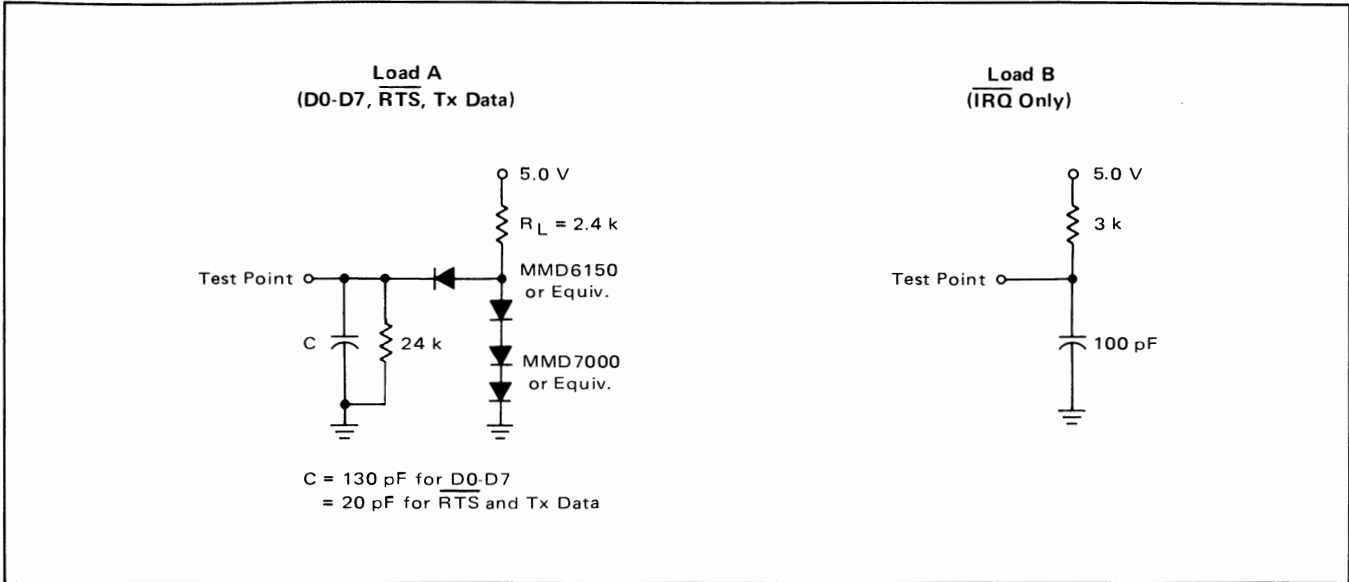 Load A
(D0-D7, RTS, Tx Data)
5.0 V
RL = 2.4 k
Test Point
MMD6150
or Equiv.
C
24 k
MMD7000
or Equiv.
C = 130 pF for D0-D7
= 20 pF for RTS and Tx Data
Load B
(IRQ Only)
5.0 V
3 k
Test Point
100 pF